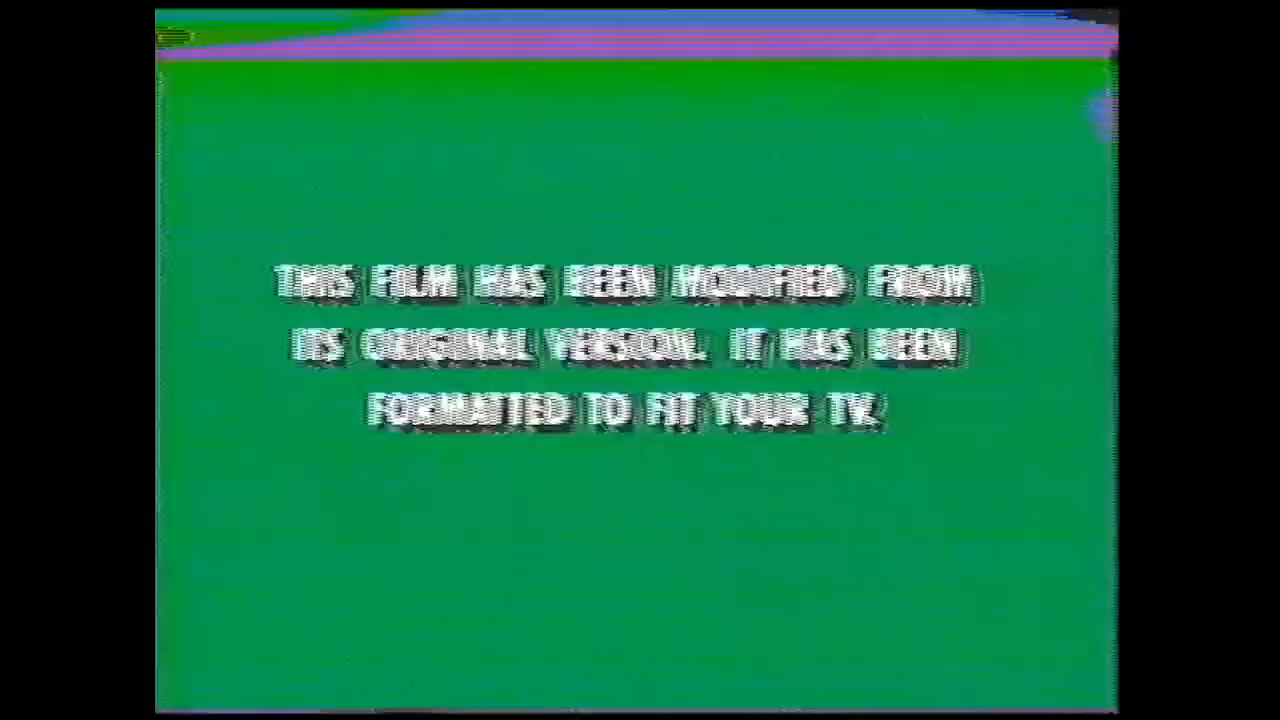 THIS FILM HAS BEEN MODIFIED FROM
ITS ORIGINAL VERSION. IT HAS BEEN
FORMATTED TO FIT YOUR TV.